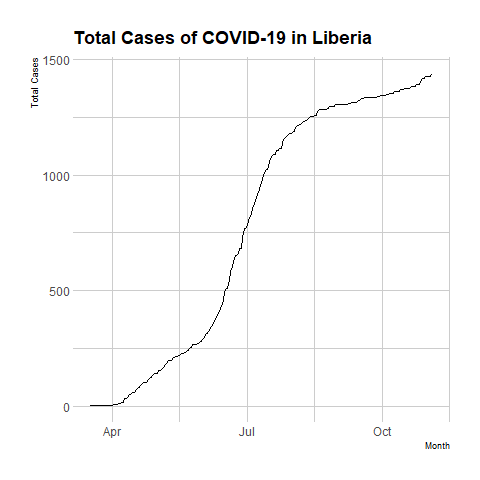 Total Cases of COVID-19 in Liberia
Total Cases
1500
1000
500
0
Apr Jul Oct
Month